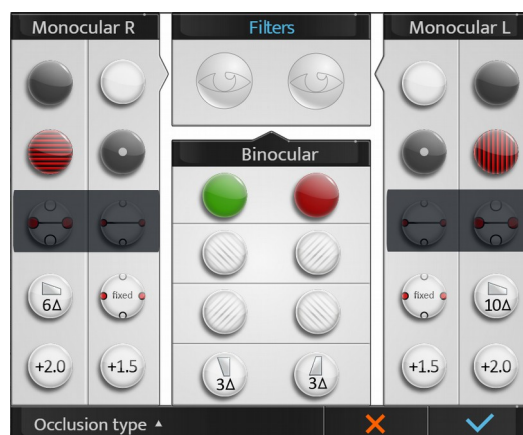 Monocular R
Filters
Monocular L
Binocular
6Δ
fixed
fixed
10Δ
+2.0
+1.5
3Δ
3Δ
+1.5
+2.0
Occlusion type